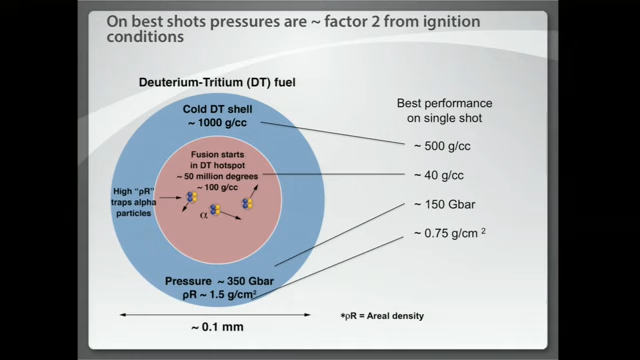 On best shots pressures are ~ factor 2 from ignition
conditions
Deuterium-Tritium (DT) fuel
Cold DT shell
~ 1000 g/cc
Fusion starts
in DT hotspot
~ 50 million degrees
~ 100 g/cc
High "ρR"
traps alpha
particles
α
Pressure ~ 350 Gbar
ρR ~ 1.5 g/cm²
~ 0.1 mm
Best performance
on single shot
~ 500 g/cc
~ 40 g/cc
~ 150 Gbar
~ 0.75 g/cm ²
*ρR = Areal density